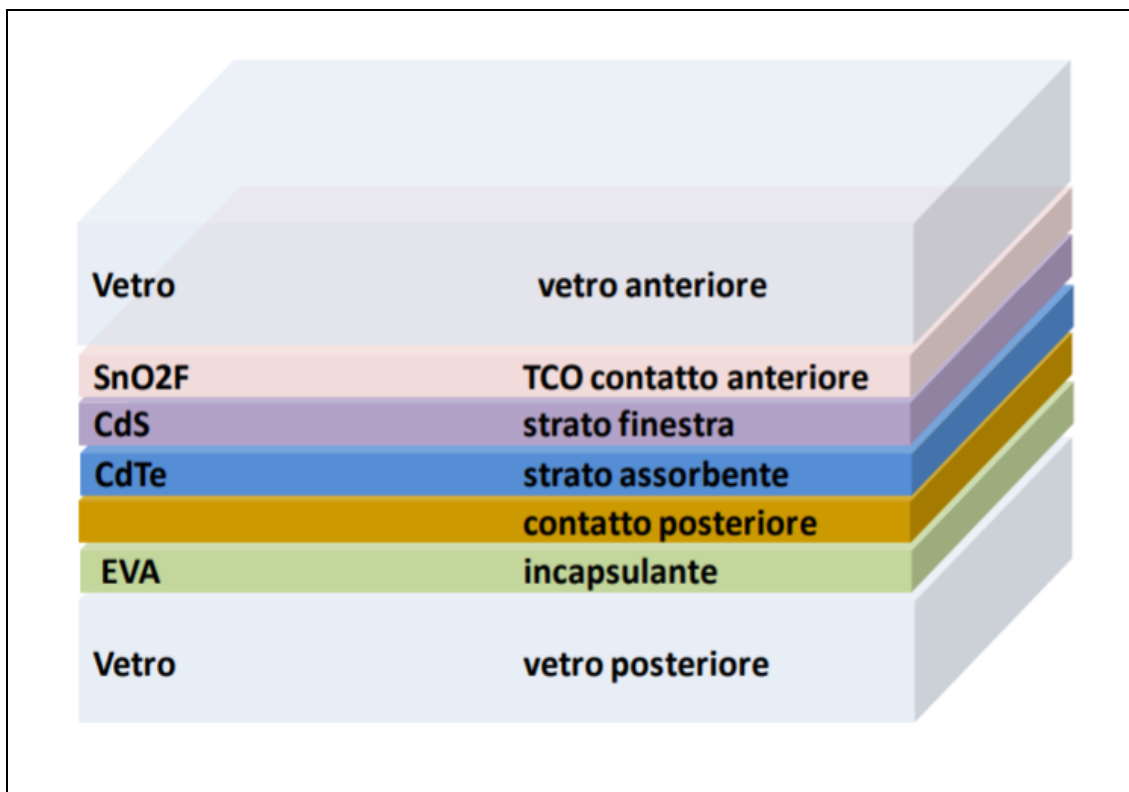 Vetro vetro anteriore
SnO2F TCO contatto anteriore
CdS strato finestra
CdTe strato assorbente
contatto posteriore
EVA incapsulante
Vetro vetro posteriore